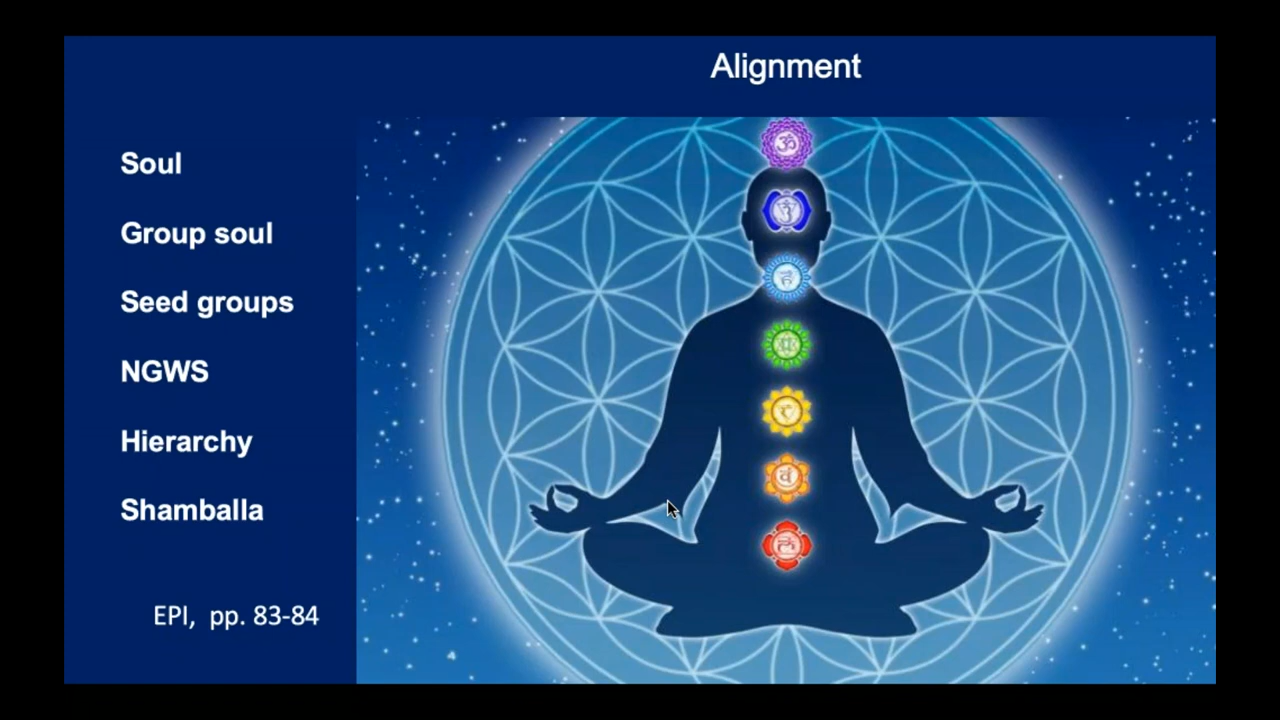 Alignment
Soul
Group soul
Seed groups
NGWS
Hierarchy
Shamballa
EPI, pp. 83-84
ॐ